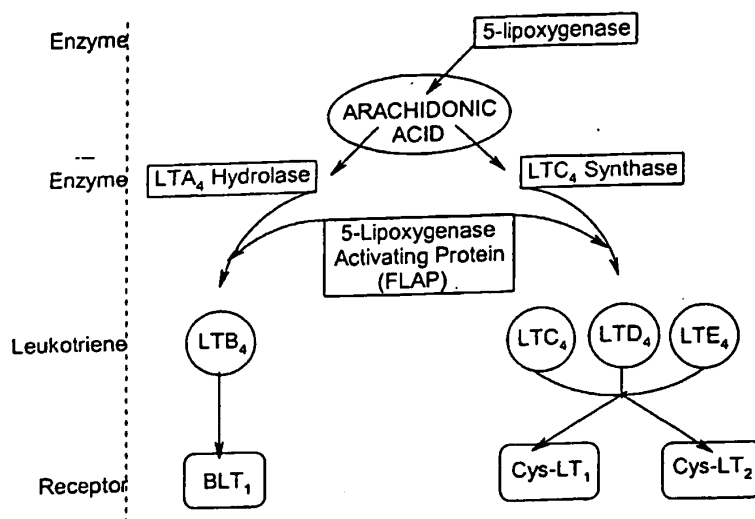 Enzyme
5-lipoxygenase
ARACHIDONIC
ACID
Enzyme
LTA₄ Hydrolase
LTC₄ Synthase
5-Lipoxygenase
Activating Protein
(FLAP)
Leukotriene
LTB₄
LTC₄
LTD₄
LTE₄
Receptor
BLT₁
Cys-LT₁
Cys-LT₂